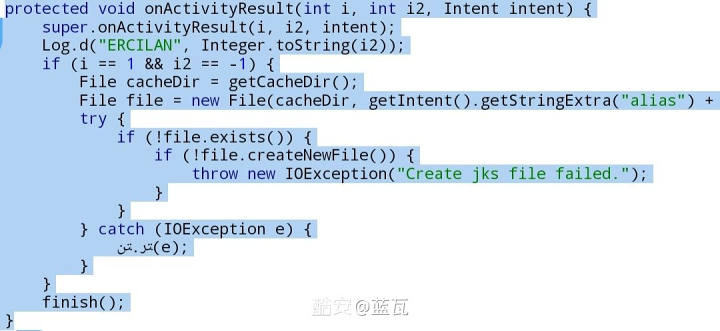 protected void onActivityResult(int i, int i2, Intent intent) {
super.onActivityResult(i, i2, intent);
Log.d("ERCILAN", Integer.toString(i2));
if (i == 1 && i2 == -1) {
File cacheDir = getCacheDir();
File file = new File(cacheDir, getIntent().getStringExtra("alias") +
try {
if (!file.exists()) {
if (!file.createNewFile()) {
throw new IOException("Create jks file failed.");
}
}
} catch (IOException e) {
تر.تن(e);
}
}
finish();
}
酷安@蓝瓦